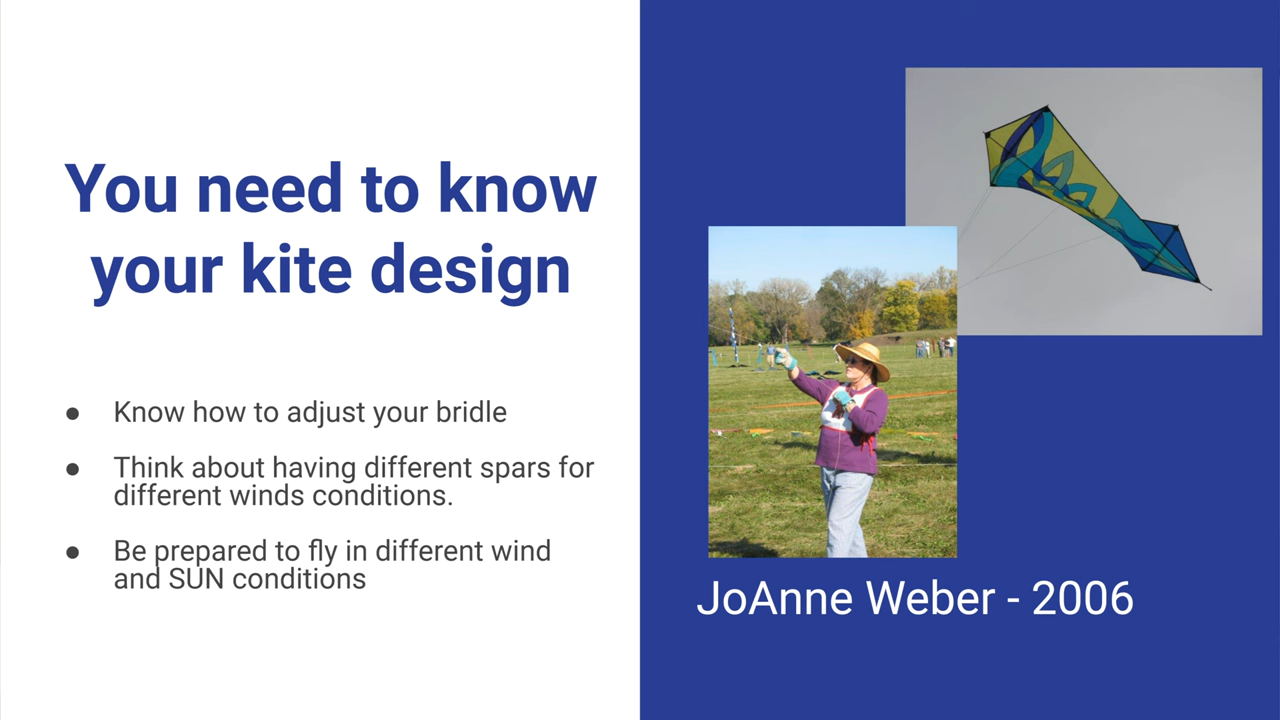 You need to know
your kite design
● Know how to adjust your bridle
● Think about having different spars for
different winds conditions.
● Be prepared to fly in different wind
and SUN conditions
JoAnne Weber - 2006